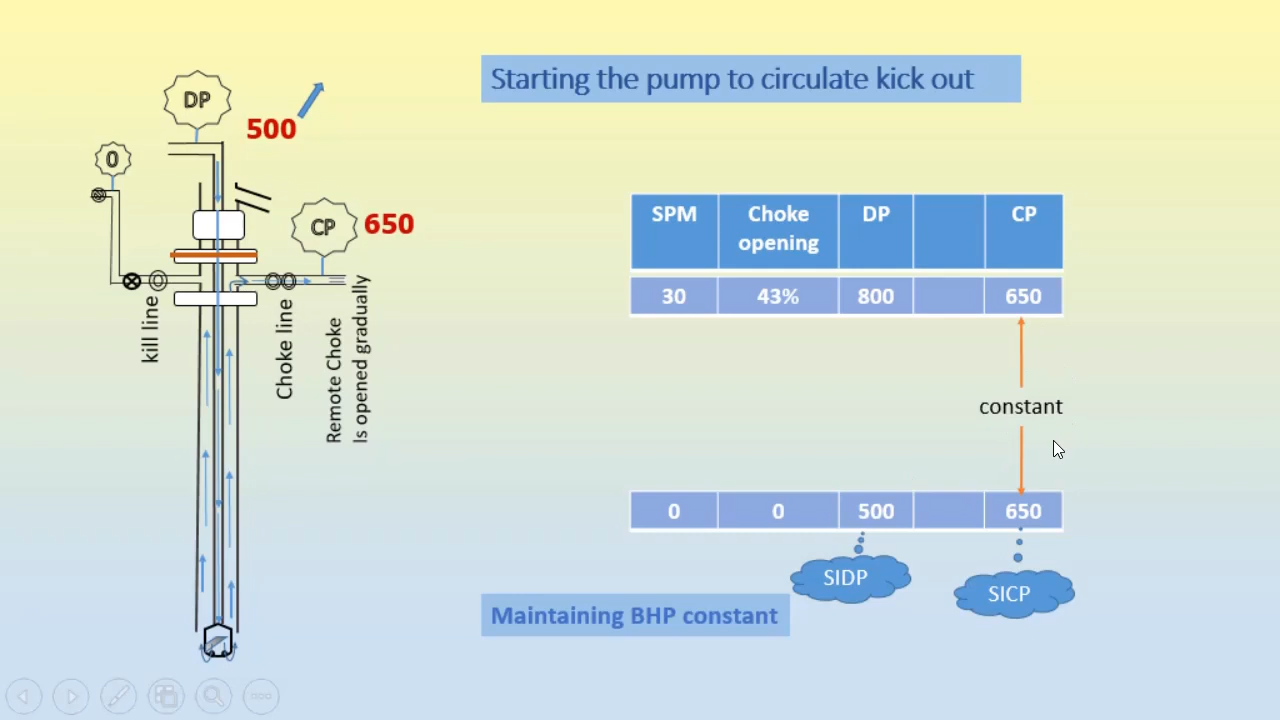 Starting the pump to circulate kick out
DP
500
0
CP
650
kill line
Choke line
Remote Choke
Is opened gradually
SPM Choke opening DP CP
30 43% 800 650
constant
0 0 500 650
SIDP
SICP
Maintaining BHP constant